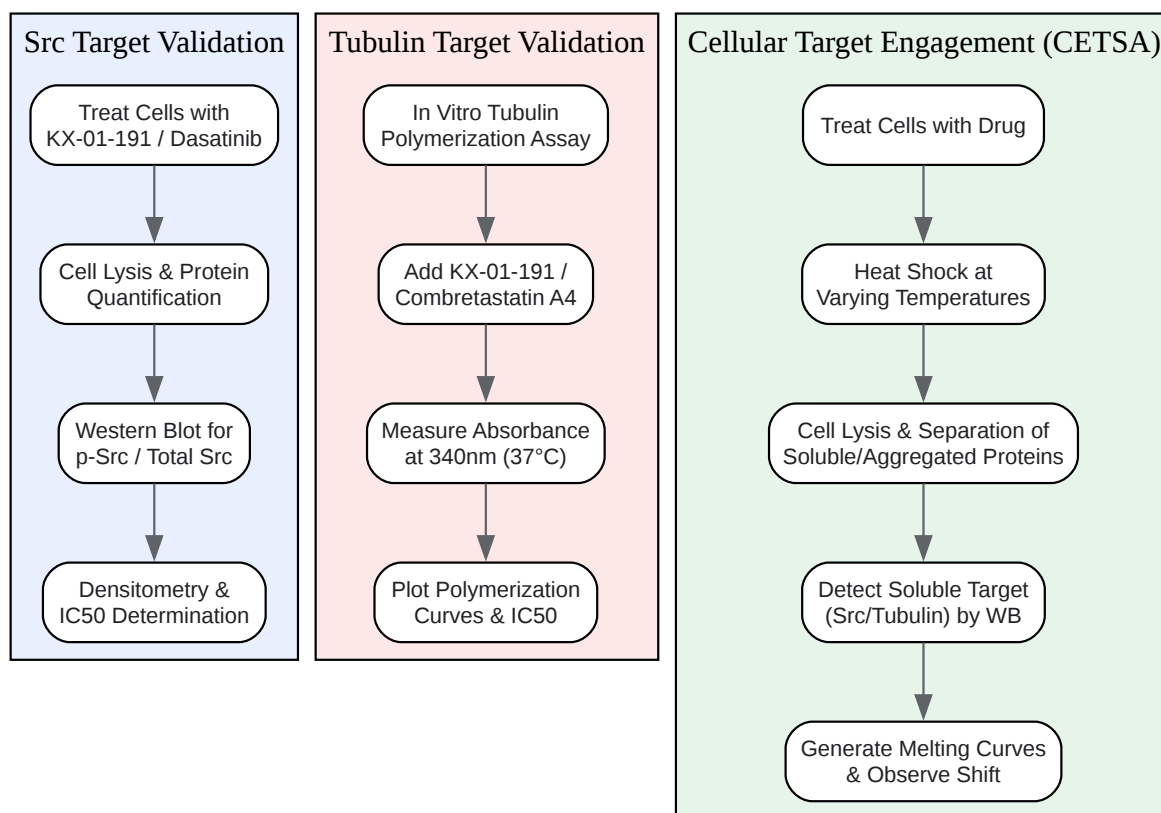 Src Target Validation
Treat Cells with
KX-01-191 / Dasatinib
Cell Lysis & Protein
Quantification
Western Blot for
p-Src / Total Src
Densitometry &
IC50 Determination
Tubulin Target Validation
In Vitro Tubulin
Polymerization Assay
Add KX-01-191 /
Combretastatin A4
Measure Absorbance
at 340nm (37°C)
Plot Polymerization
Curves & IC50
Cellular Target Engagement (CETSA)
Treat Cells with Drug
Heat Shock at
Varying Temperatures
Cell Lysis & Separation of
Soluble/Aggregated Proteins
Detect Soluble Target
(Src/Tubulin) by WB
Generate Melting Curves
& Observe Shift